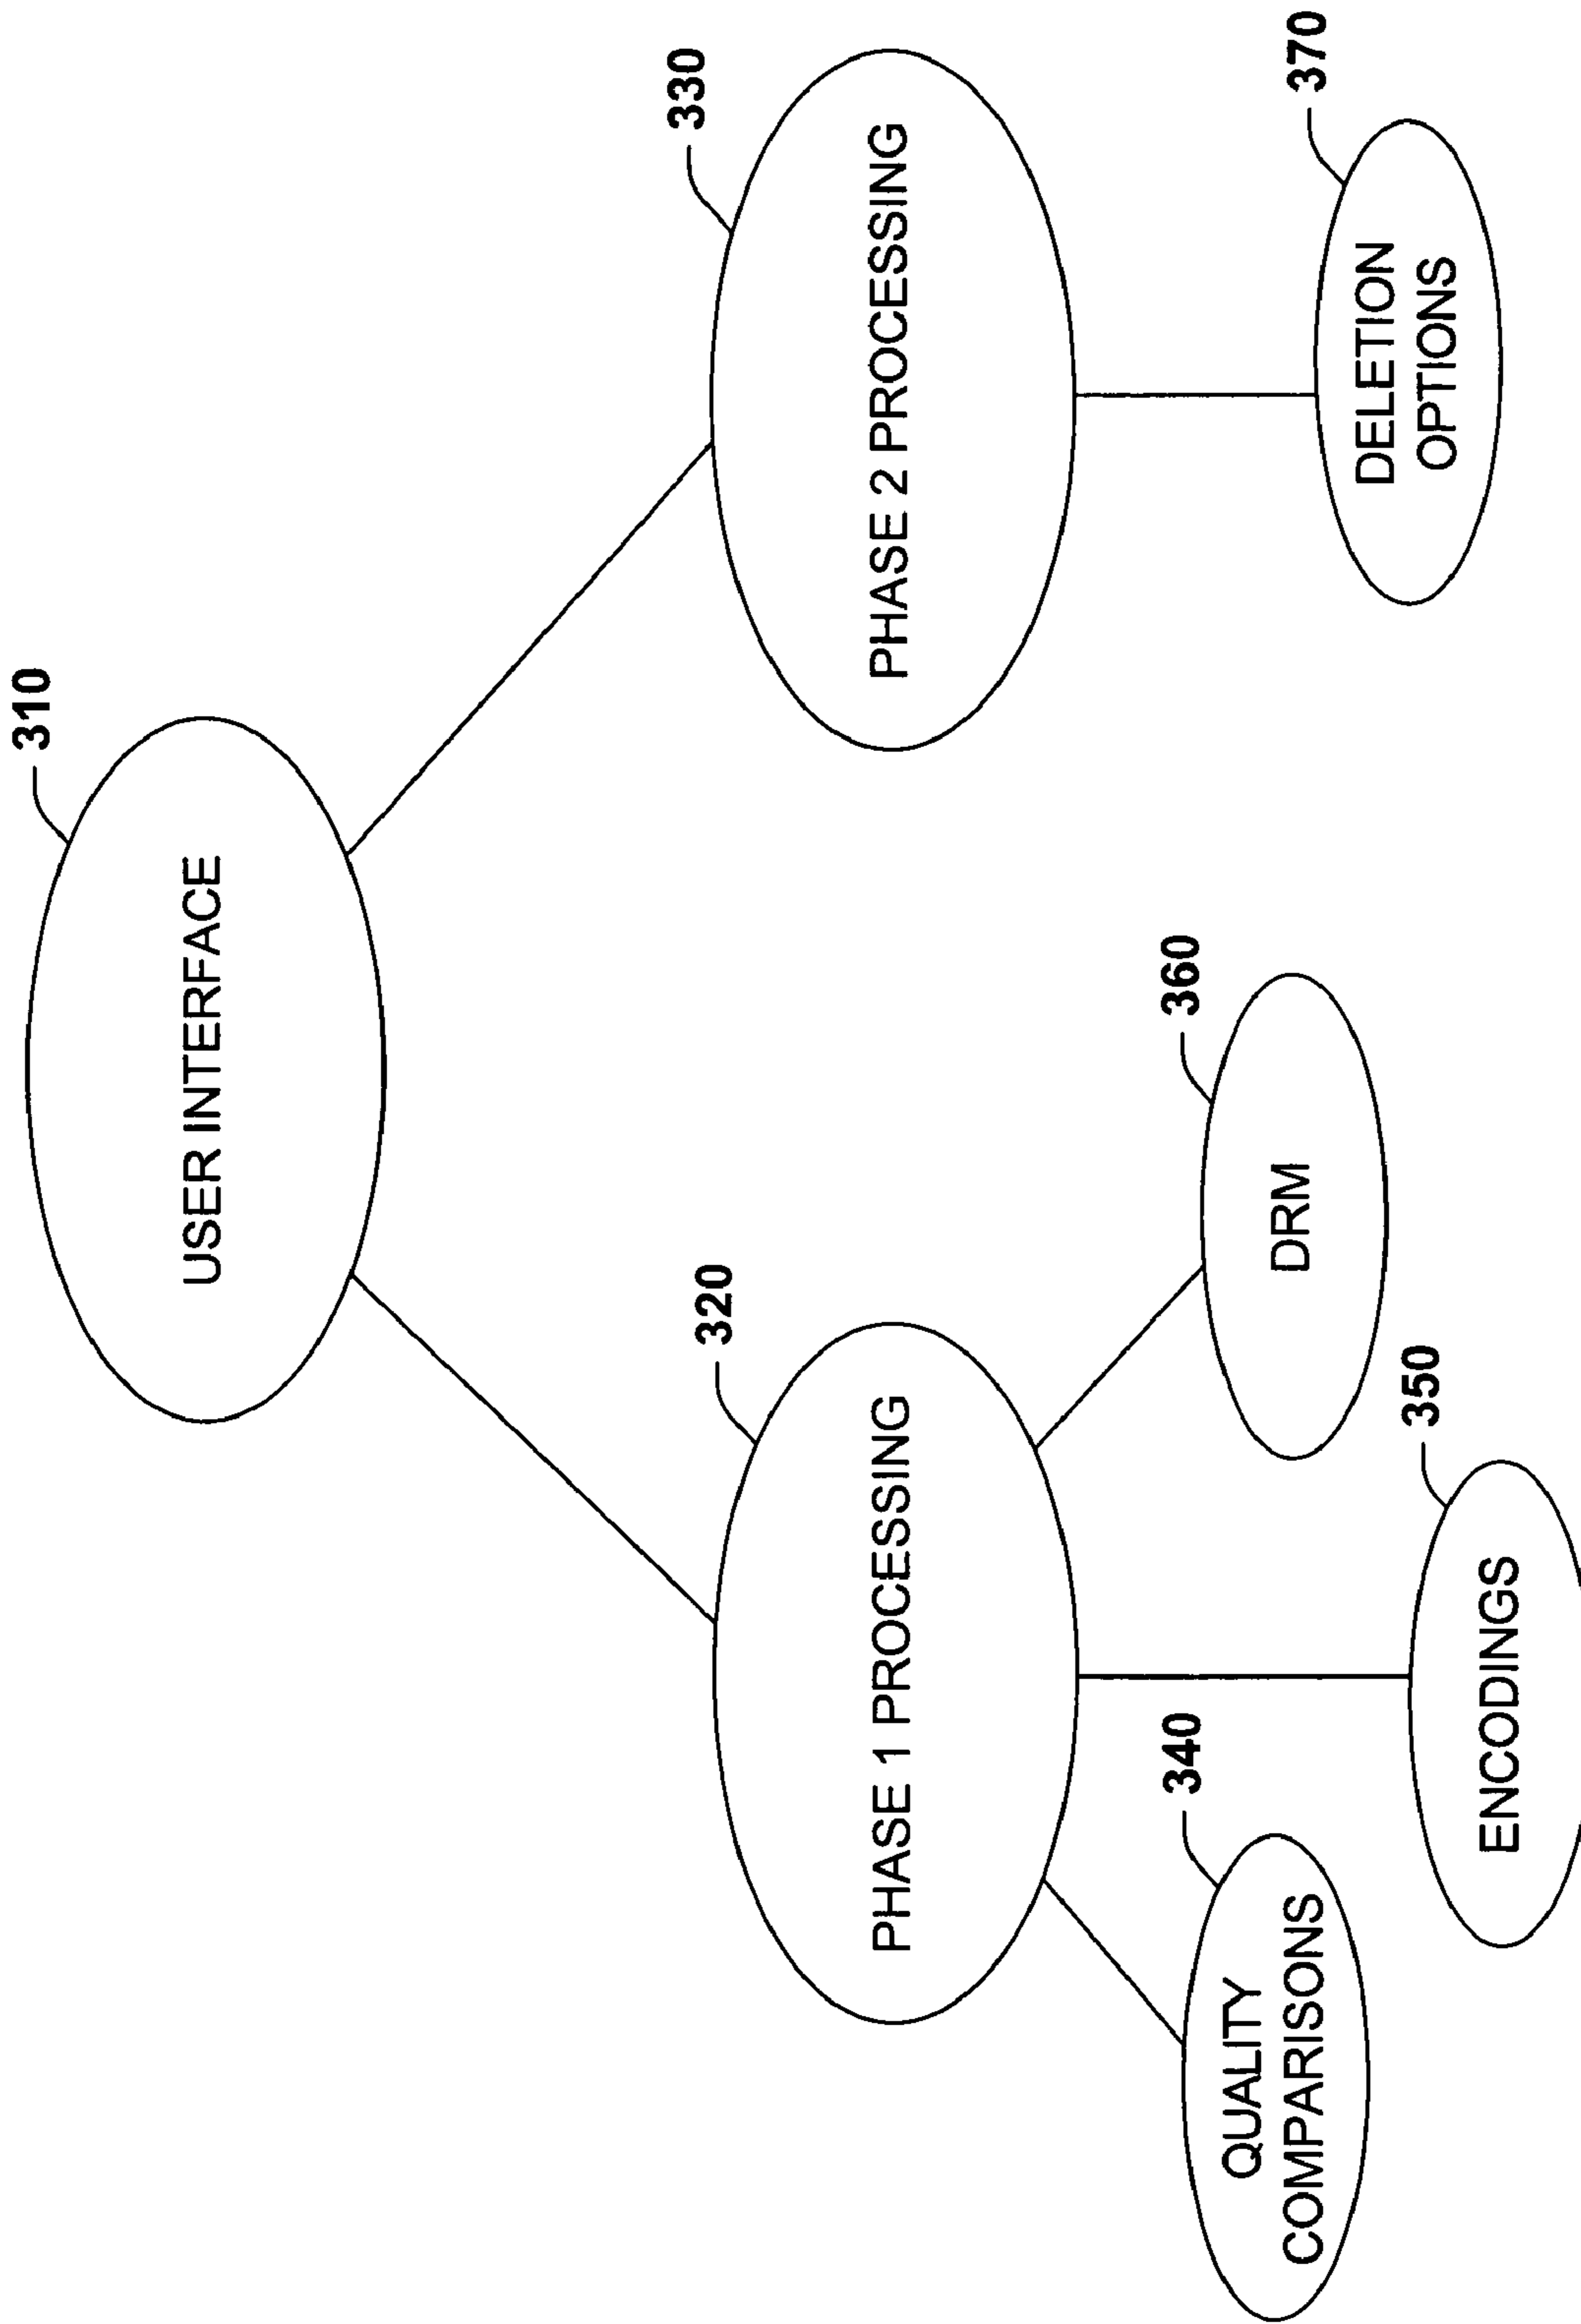 310
USER INTERFACE
320
PHASE 1 PROCESSING
330
PHASE 2 PROCESSING
340
QUALITY
COMPARISONS
350
ENCODINGS
360
DRM
370
DELETION
OPTIONS